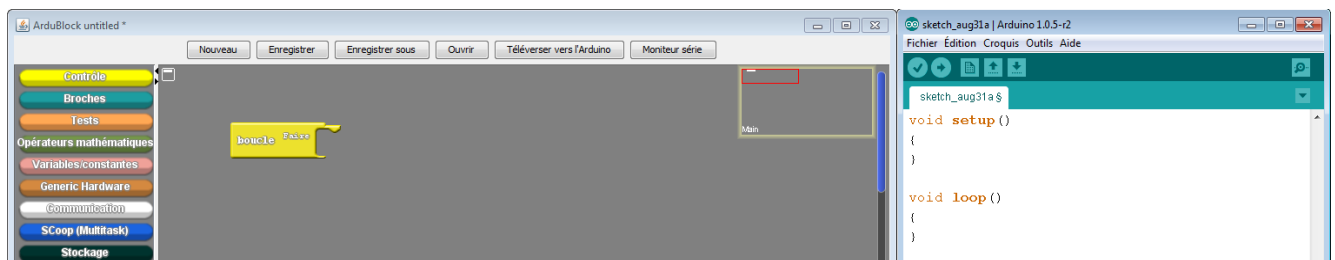 ArduBlock untitled *
Nouveau Enregistrer Enregistrer sous Ouvrir Téléverser vers l'Arduino Moniteur série
Contrôle
Broches
Tests
Opérateurs mathématiques
Variables/constantes
Generic Hardware
Communication
SCoop (Multitask)
Stockage
boucle Faire
Main
sketch_aug31a | Arduino 1.0.5-r2
Fichier Édition Croquis Outils Aide
sketch_aug31a §
void setup()
{
}
void loop()
{
}